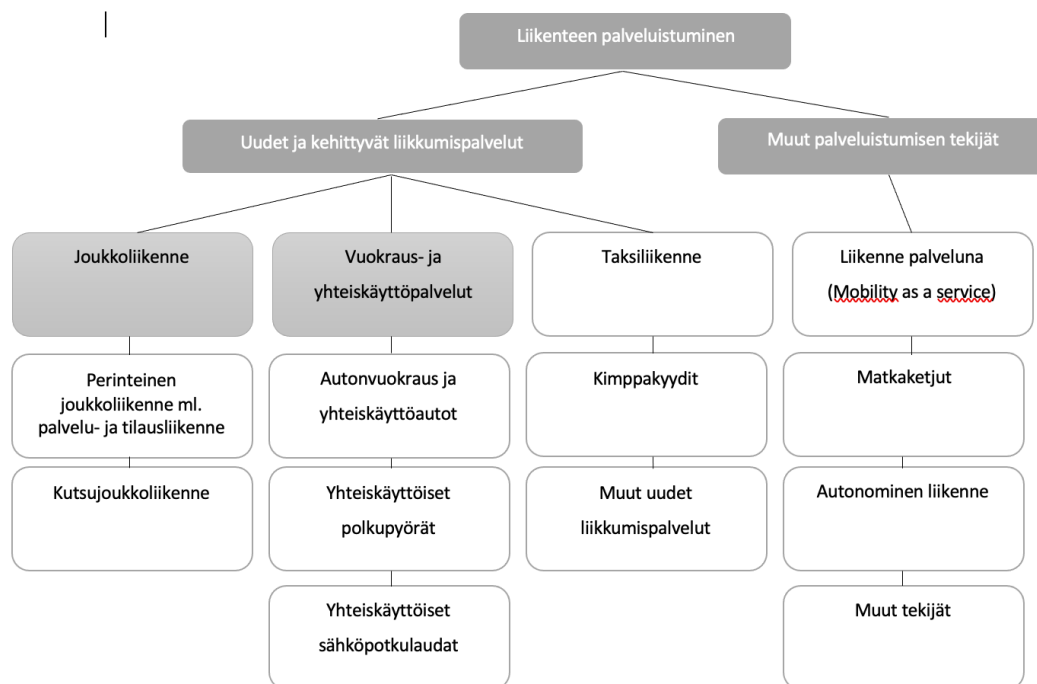 Liikenteen palveluistuminen
Uudet ja kehittyvät liikkumispalvelut
Muut palveluistumisen tekijät
Joukkoliikenne
Vuokraus- ja
yhteiskäyttöpalvelut
Taksiliikenne
Liikenne palveluna
(Mobility as a service)
Perinteinen
joukkoliikenne ml.
palvelu- ja tilausliikenne
Autonvuokraus ja
yhteiskäyttöautot
Kimppakyydit
Matkaketjut
Kutsujoukkoliikenne
Yhteiskäyttöiset
polkupyörät
Muut uudet
liikkumispalvelut
Autonominen liikenne
Yhteiskäyttöiset
sähköpotkulaudat
Muut tekijät